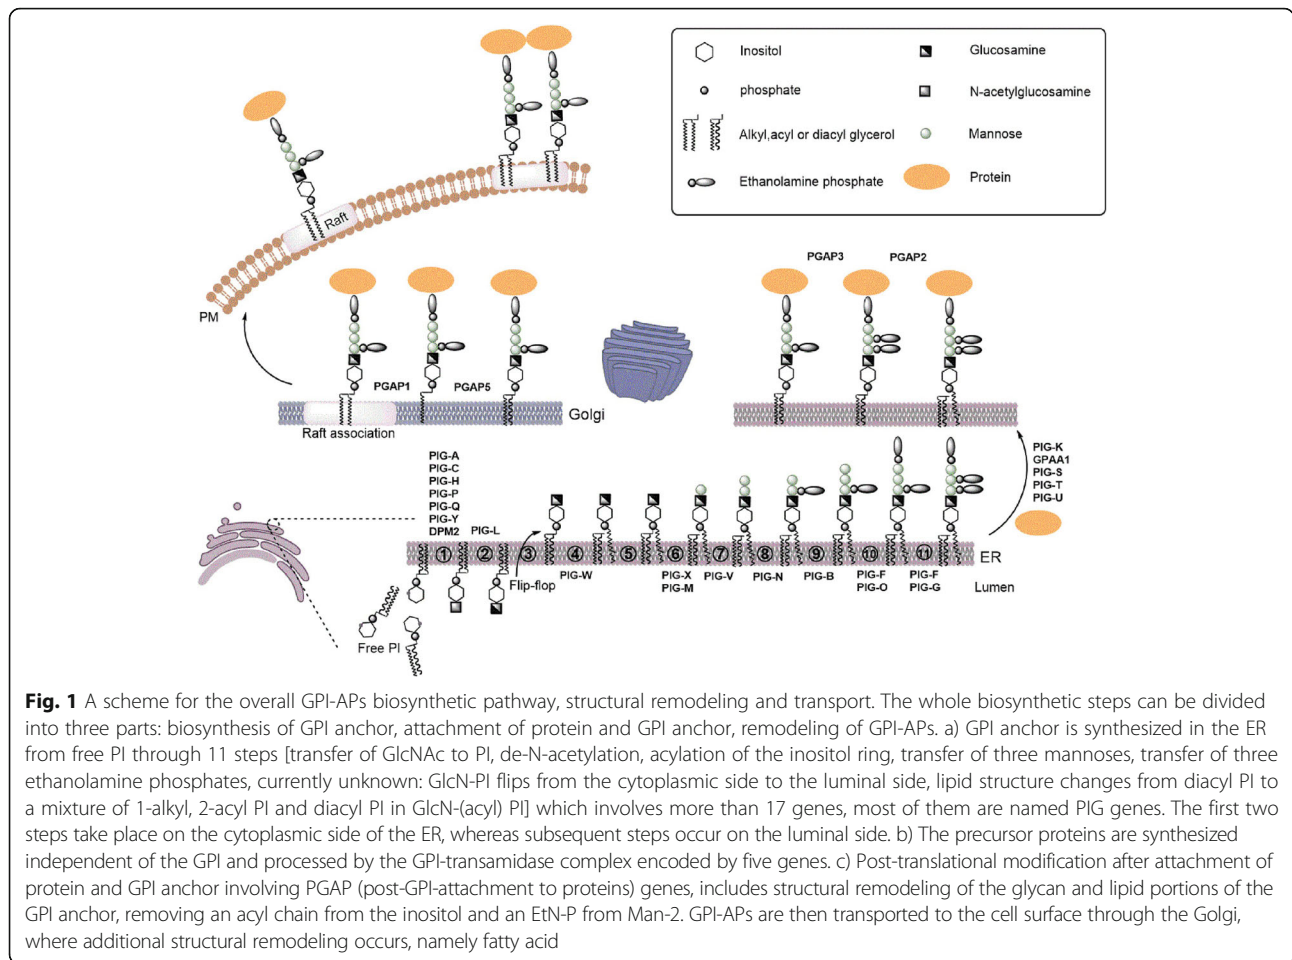 Inositol
Glucosamine
phosphate
N-acetylglucosamine
Alkyl,acyl or diacyl glycerol
Mannose
Ethanolamine phosphate
Protein
Raft
PM
PGAP3
PGAP2
PGAP1
PGAP5
Golgi
Raft association
PIG-A
PIG-C
PIG-H
PIG-P
PIG-Q
PIG-Y
DPM2
PIG-L
PIG-K
GPAA1
PIG-S
PIG-T
PIG-U
1
2
3
4
5
6
7
8
9
10
11
ER
Flip-flop
PIG-W
PIG-X
PIG-M
PIG-V
PIG-N
PIG-B
PIG-F
PIG-O
PIG-F
PIG-G
Lumen
Free PI
Fig. 1 A scheme for the overall GPI-APs biosynthetic pathway, structural remodeling and transport. The whole biosynthetic steps can be divided
into three parts: biosynthesis of GPI anchor, attachment of protein and GPI anchor, remodeling of GPI-APs. a) GPI anchor is synthesized in the ER
from free PI through 11 steps [transfer of GlcNAc to PI, de-N-acetylation, acylation of the inositol ring, transfer of three mannoses, transfer of three
ethanolamine phosphates, currently unknown: GlcN-PI flips from the cytoplasmic side to the luminal side, lipid structure changes from diacyl PI to
a mixture of 1-alkyl, 2-acyl PI and diacyl PI in GlcN-(acyl) PI] which involves more than 17 genes, most of them are named PIG genes. The first two
steps take place on the cytoplasmic side of the ER, whereas subsequent steps occur on the luminal side. b) The precursor proteins are synthesized
independent of the GPI and processed by the GPI-transamidase complex encoded by five genes. c) Post-translational modification after attachment of
protein and GPI anchor involving PGAP (post-GPI-attachment to proteins) genes, includes structural remodeling of the glycan and lipid portions of the
GPI anchor, removing an acyl chain from the inositol and an EtN-P from Man-2. GPI-APs are then transported to the cell surface through the Golgi,
where additional structural remodeling occurs, namely fatty acid